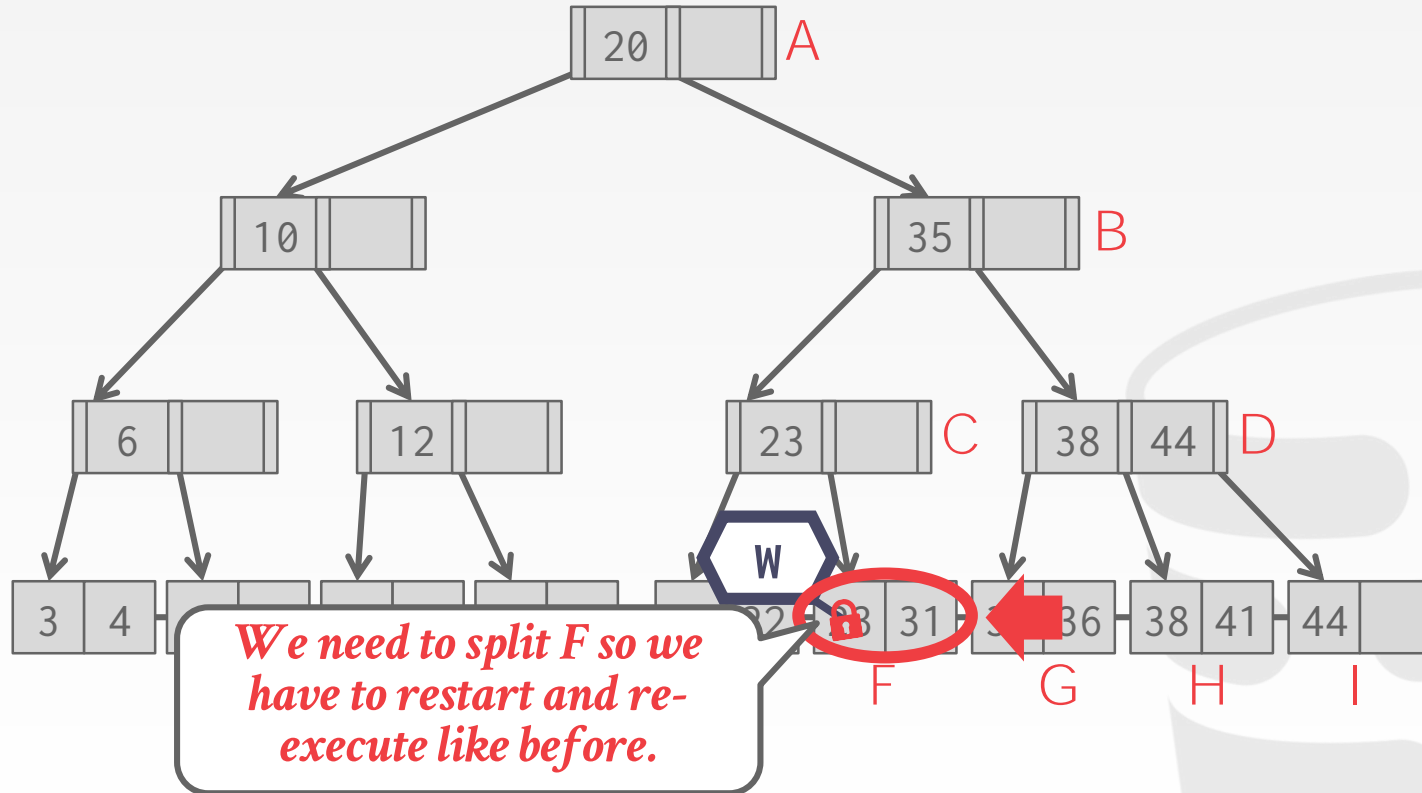 20 A
10 35 B
6 12 23 C 38 44 D
W
3 4 31 36 38 41 44
F G H I
We need to split F so we
have to restart and re-
execute like before.